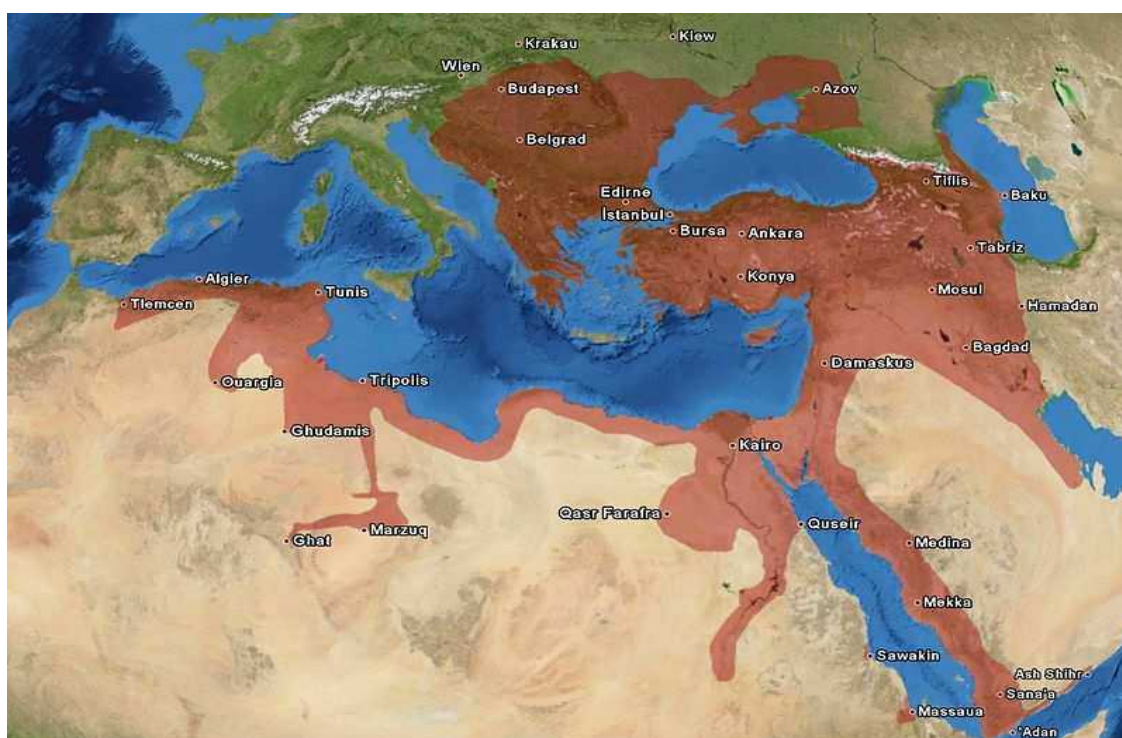 Krakau
Kiew
Wien
Budapest
Azov
Belgrad
Tiflis
Edirne
Baku
İstanbul
Bursa
Ankara
Tabriz
Algier
Konya
Tunis
Mosul
Tlemcen
Hamadan
Bagdad
Damaskus
Ouargla
Tripolis
Ghudamis
Kairo
Qasr Farafra
Quseir
Marzuq
Ghat
Medina
Mekka
Sawakin
Ash Shihr
Sana'a
Massaua
'Adan